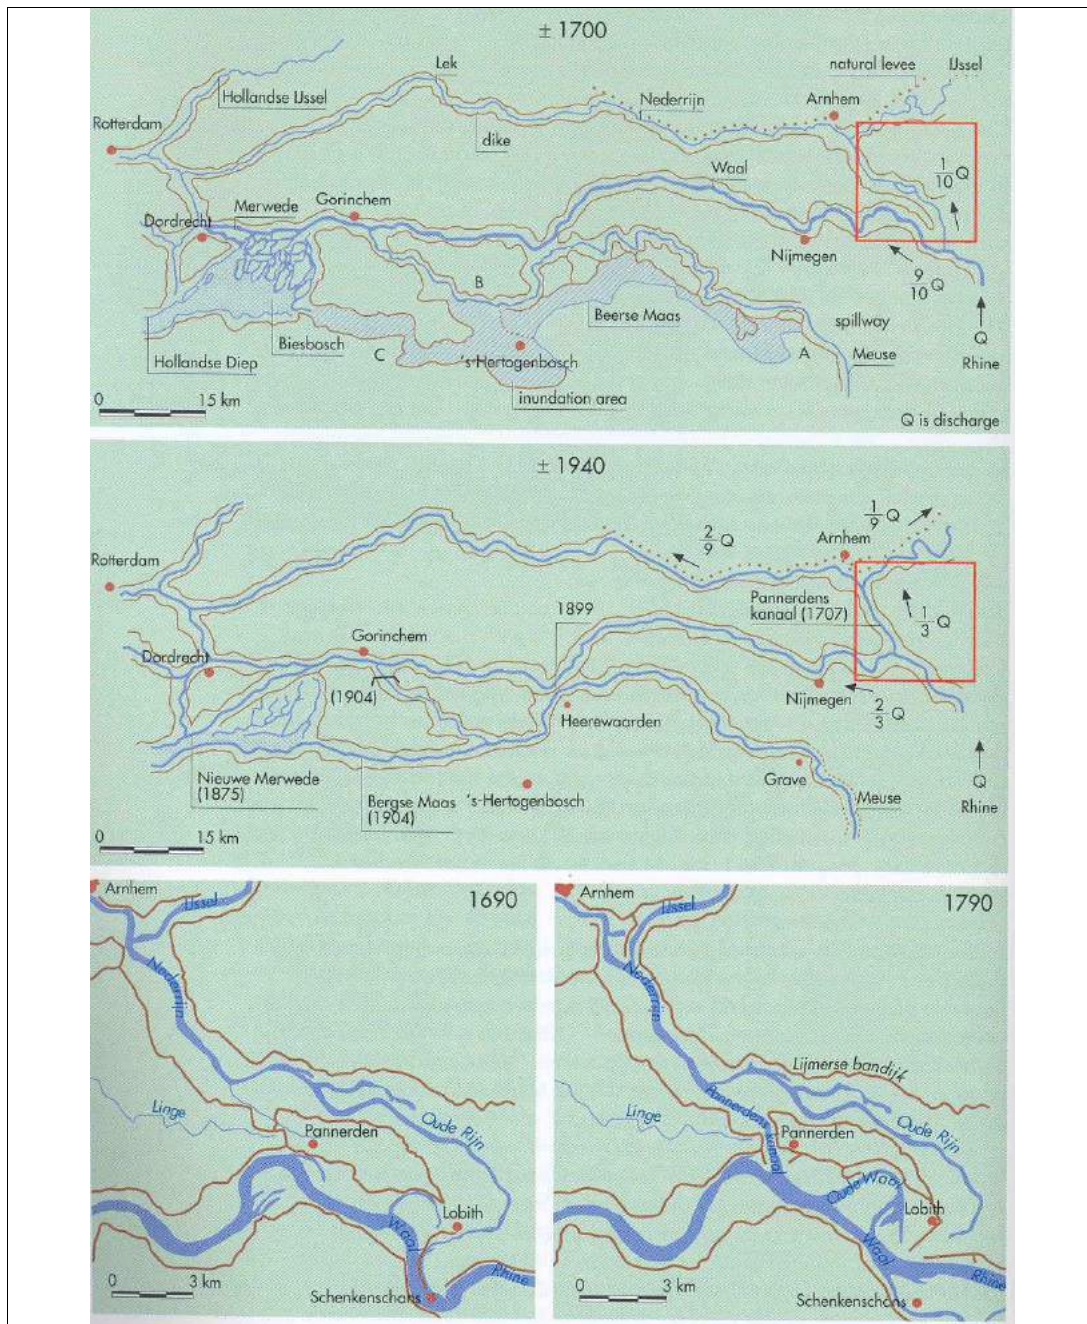 ± 1700
Lek
natural levee
IJssel
Hollandse IJssel
Nederrijn
Arnhem
Rotterdam
dike
Waal
1
10 Q
Gorinchem
Merwede
Dordrecht
Nijmegen
9
10 Q
B
Beerse Maas
spillway
Biesbosch
C
A
Q
Hollandse Diep
's-Hertogenbosch
Meuse
Rhine
inundation area
0 15 km
Q is discharge
± 1940
1
9 Q
2
9 Q
Arnhem
Rotterdam
Pannerdens
kanaal (1707)
1
3 Q
1899
Gorinchem
Dordrecht
(1904)
Nijmegen
2
3 Q
Heerewaarden
Nieuwe Merwede
(1875)
Bergse Maas
(1904)
's-Hertogenbosch
Grave
Meuse
Q
Rhine
0 15 km
Arnhem
IJssel
1690
Nederrijn
Linge
Oude Rijn
Pannerden
Lobith
Waal
Rhine
0 3 km
Schenkenschans
Arnhem
IJssel
1790
Nederrijn
Lijmerse bandijk
Pannerdens kanaal
Linge
Oude Rijn
Pannerden
Oude Waal
Lobith
Waal
Rhine
0 3 km
Schenkenschans